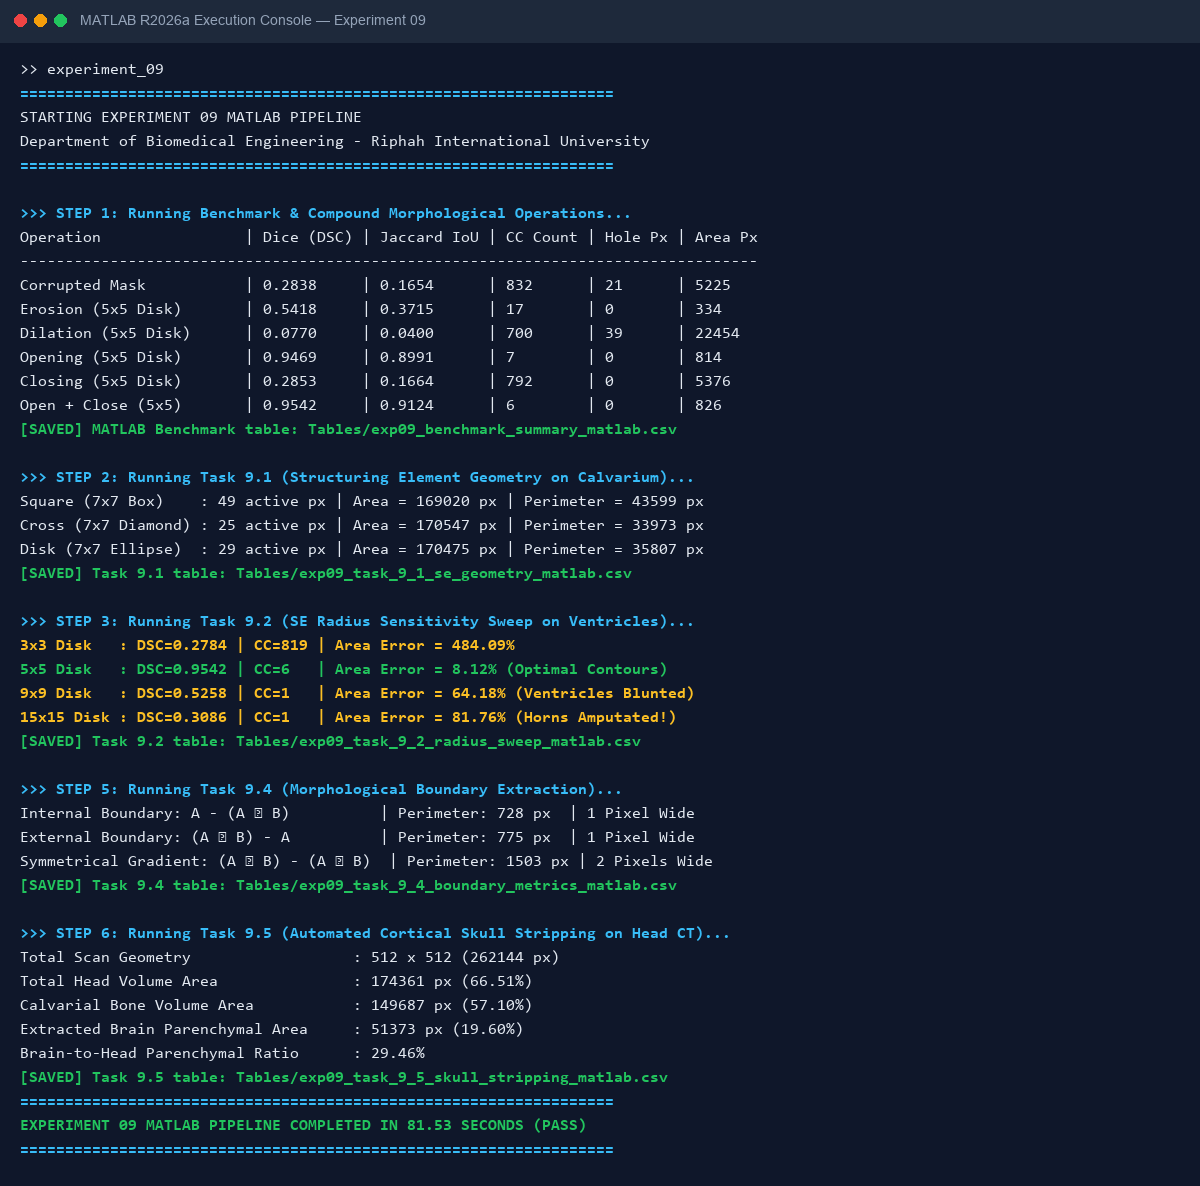 MATLAB R2026a Execution Console — Experiment 09
>> experiment_09
==================================================================
STARTING EXPERIMENT 09 MATLAB PIPELINE
Department of Biomedical Engineering - Riphah International University
==================================================================
>>> STEP 1: Running Benchmark & Compound Morphological Operations...
Operation                | Dice (DSC) | Jaccard IoU | CC Count | Hole Px | Area Px
----------------------------------------------------------------------------------
Corrupted Mask           | 0.2838     | 0.1654      | 832      | 21      | 5225
Erosion (5x5 Disk)       | 0.5418     | 0.3715      | 17       | 0       | 334
Dilation (5x5 Disk)      | 0.0770     | 0.0400      | 700      | 39      | 22454
Opening (5x5 Disk)       | 0.9469     | 0.8991      | 7        | 0       | 814
Closing (5x5 Disk)       | 0.2853     | 0.1664      | 792      | 0       | 5376
Open + Close (5x5)       | 0.9542     | 0.9124      | 6        | 0       | 826
[SAVED] MATLAB Benchmark table: Tables/exp09_benchmark_summary_matlab.csv
>>> STEP 2: Running Task 9.1 (Structuring Element Geometry on Calvarium)...
Square (7x7 Box)    : 49 active px | Area = 169020 px | Perimeter = 43599 px
Cross (7x7 Diamond) : 25 active px | Area = 170547 px | Perimeter = 33973 px
Disk (7x7 Ellipse)  : 29 active px | Area = 170475 px | Perimeter = 35807 px
[SAVED] Task 9.1 table: Tables/exp09_task_9_1_se_geometry_matlab.csv
>>> STEP 3: Running Task 9.2 (SE Radius Sensitivity Sweep on Ventricles)...
3x3 Disk   : DSC=0.2784 | CC=819 | Area Error = 484.09%
5x5 Disk   : DSC=0.9542 | CC=6   | Area Error = 8.12% (Optimal Contours)
9x9 Disk   : DSC=0.5258 | CC=1   | Area Error = 64.18% (Ventricles Blunted)
15x15 Disk : DSC=0.3086 | CC=1   | Area Error = 81.76% (Horns Amputated!)
[SAVED] Task 9.2 table: Tables/exp09_task_9_2_radius_sweep_matlab.csv
>>> STEP 5: Running Task 9.4 (Morphological Boundary Extraction)...
Internal Boundary: A - (A B)          | Perimeter: 728 px  | 1 Pixel Wide
External Boundary: (A B) - A          | Perimeter: 775 px  | 1 Pixel Wide
Symmetrical Gradient: (A B) - (A B)  | Perimeter: 1503 px | 2 Pixels Wide
[SAVED] Task 9.4 table: Tables/exp09_task_9_4_boundary_metrics_matlab.csv
>>> STEP 6: Running Task 9.5 (Automated Cortical Skull Stripping on Head CT)...
Total Scan Geometry                  : 512 x 512 (262144 px)
Total Head Volume Area               : 174361 px (66.51%)
Calvarial Bone Volume Area           : 149687 px (57.10%)
Extracted Brain Parenchymal Area     : 51373 px (19.60%)
Brain-to-Head Parenchymal Ratio      : 29.46%
[SAVED] Task 9.5 table: Tables/exp09_task_9_5_skull_stripping_matlab.csv
==================================================================
EXPERIMENT 09 MATLAB PIPELINE COMPLETED IN 81.53 SECONDS (PASS)
==================================================================